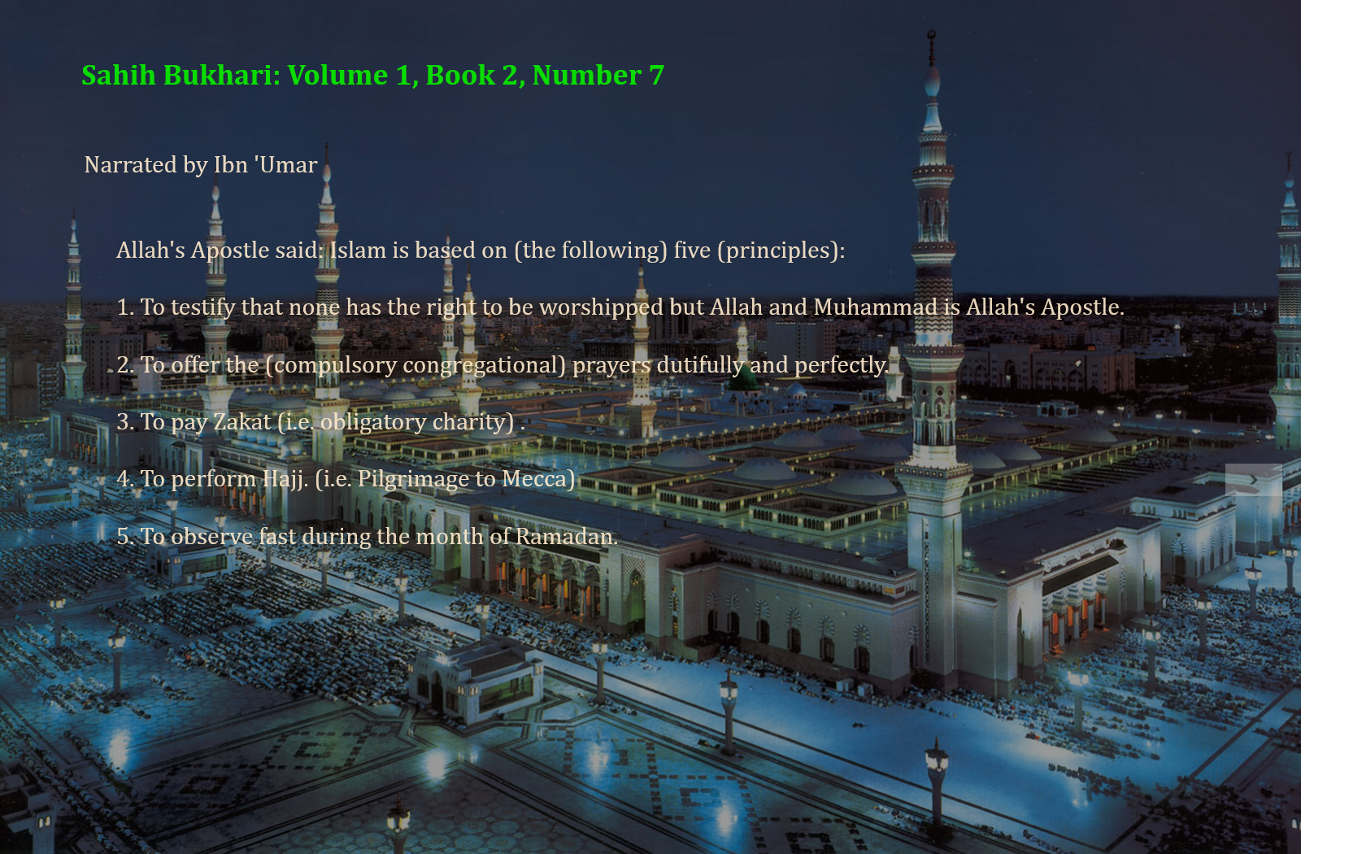 Sahih Bukhari: Volume 1, Book 2, Number 7
Narrated by Ibn 'Umar
Allah's Apostle said: Islam is based on (the following) five (principles):
1. To testify that none has the right to be worshipped but Allah and Muhammad is Allah's Apostle.
2. To offer the (compulsory congregational) prayers dutifully and perfectly.
3. To pay Zakat (i.e. obligatory charity) .
4. To perform Hajj. (i.e. Pilgrimage to Mecca)
5. To observe fast during the month of Ramadan.